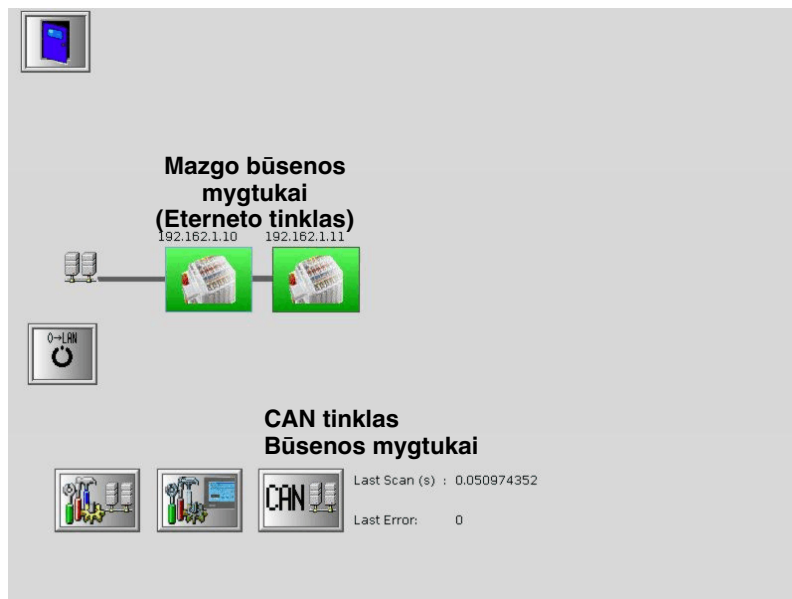 Mazgo būsenos
mygtukai
(Eterneto tinklas)
192.162.1.10 192.162.1.11
0→LAN
CAN tinklas
Būsenos mygtukai
CAN
Last Scan (s) : 0.050974352
Last Error: 0